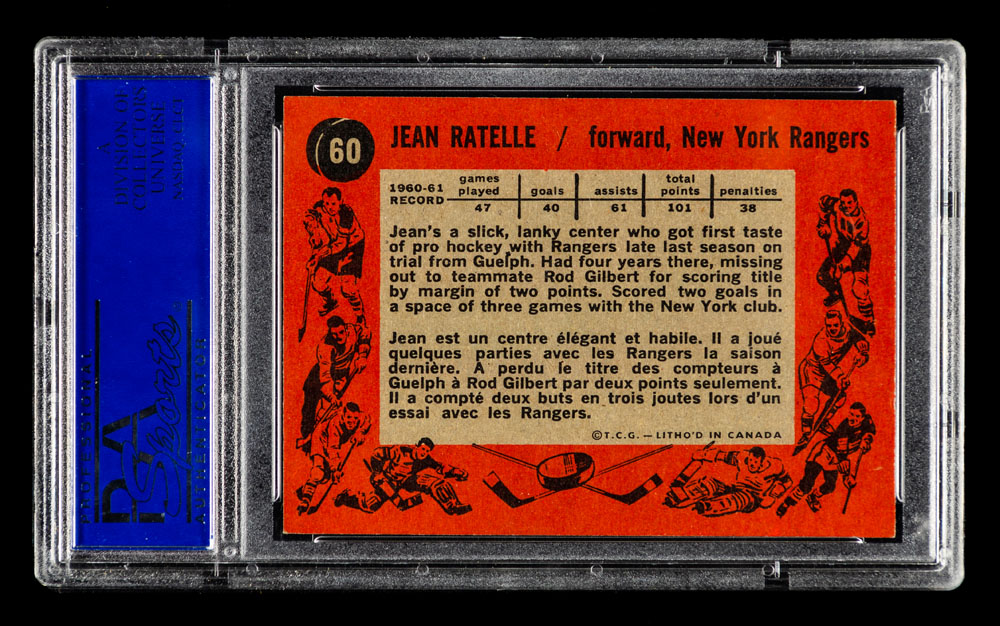 60
JEAN RATELLE / forward, New York Rangers
1960-61 RECORD
games played goals assists total points penalties
47 40 61 101 38
Jean's a slick, lanky center who got first taste
of pro hockey with Rangers late last season on
trial from Guelph. Had four years there, missing
out to teammate Rod Gilbert for scoring title
by margin of two points. Scored two goals in
a space of three games with the New York club.
Jean est un centre élégant et habile. Il a joué
quelques parties avec les Rangers la saison
dernière. A perdu le titre des compteurs à
Guelph à Rod Gilbert par deux points seulement.
Il a compté deux buts en trois joutes lors d'un
essai avec les Rangers.
©T.C.G. — LITHO'D IN CANADA
A
DIVISION OF
COLLECTORS
UNIVERSE
NASDAQ: CLCT
PROFESSIONAL
PSA
Sports
AUTHENTICATOR